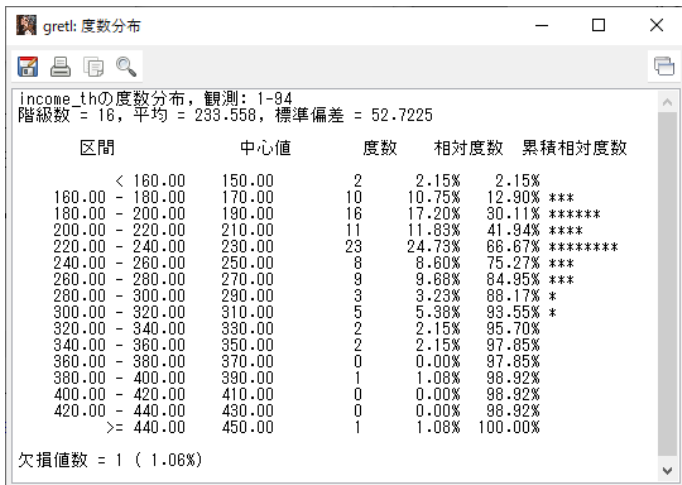 gretl: 度数分布
income_thの度数分布, 観測: 1-94
階級数 = 16, 平均 = 233.558, 標準偏差 = 52.7225
区間 中心値 度数 相対度数 累積相対度数
< 160.00 150.00 2 2.15% 2.15%
160.00 - 180.00 170.00 10 10.75% 12.90% ***
180.00 - 200.00 190.00 16 17.20% 30.11% ******
200.00 - 220.00 210.00 11 11.83% 41.94% ****
220.00 - 240.00 230.00 23 24.73% 66.67% ********
240.00 - 260.00 250.00 8 8.60% 75.27% ***
260.00 - 280.00 270.00 9 9.68% 84.95% ***
280.00 - 300.00 290.00 3 3.23% 88.17% *
300.00 - 320.00 310.00 5 5.38% 93.55% *
320.00 - 340.00 330.00 2 2.15% 95.70%
340.00 - 360.00 350.00 2 2.15% 97.85%
360.00 - 380.00 370.00 0 0.00% 97.85%
380.00 - 400.00 390.00 1 1.08% 98.92%
400.00 - 420.00 410.00 0 0.00% 98.92%
420.00 - 440.00 430.00 0 0.00% 98.92%
>= 440.00 450.00 1 1.08% 100.00%
欠損値数 = 1 ( 1.06%)